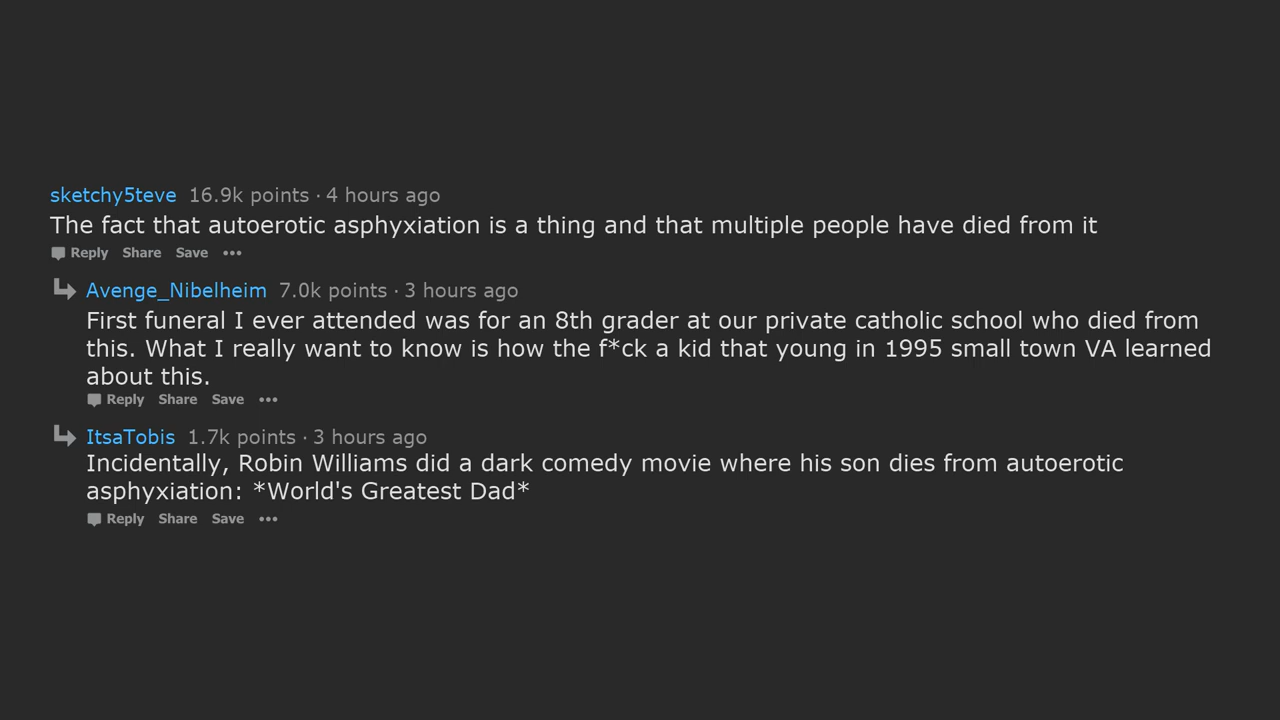 sketchy5teve 16.9k points · 4 hours ago
The fact that autoerotic asphyxiation is a thing and that multiple people have died from it
Reply Share Save •••
Avenge_Nibelheim 7.0k points · 3 hours ago
First funeral I ever attended was for an 8th grader at our private catholic school who died from
this. What I really want to know is how the f*ck a kid that young in 1995 small town VA learned
about this.
Reply Share Save •••
ItsaTobis 1.7k points · 3 hours ago
Incidentally, Robin Williams did a dark comedy movie where his son dies from autoerotic
asphyxiation: *World's Greatest Dad*
Reply Share Save •••